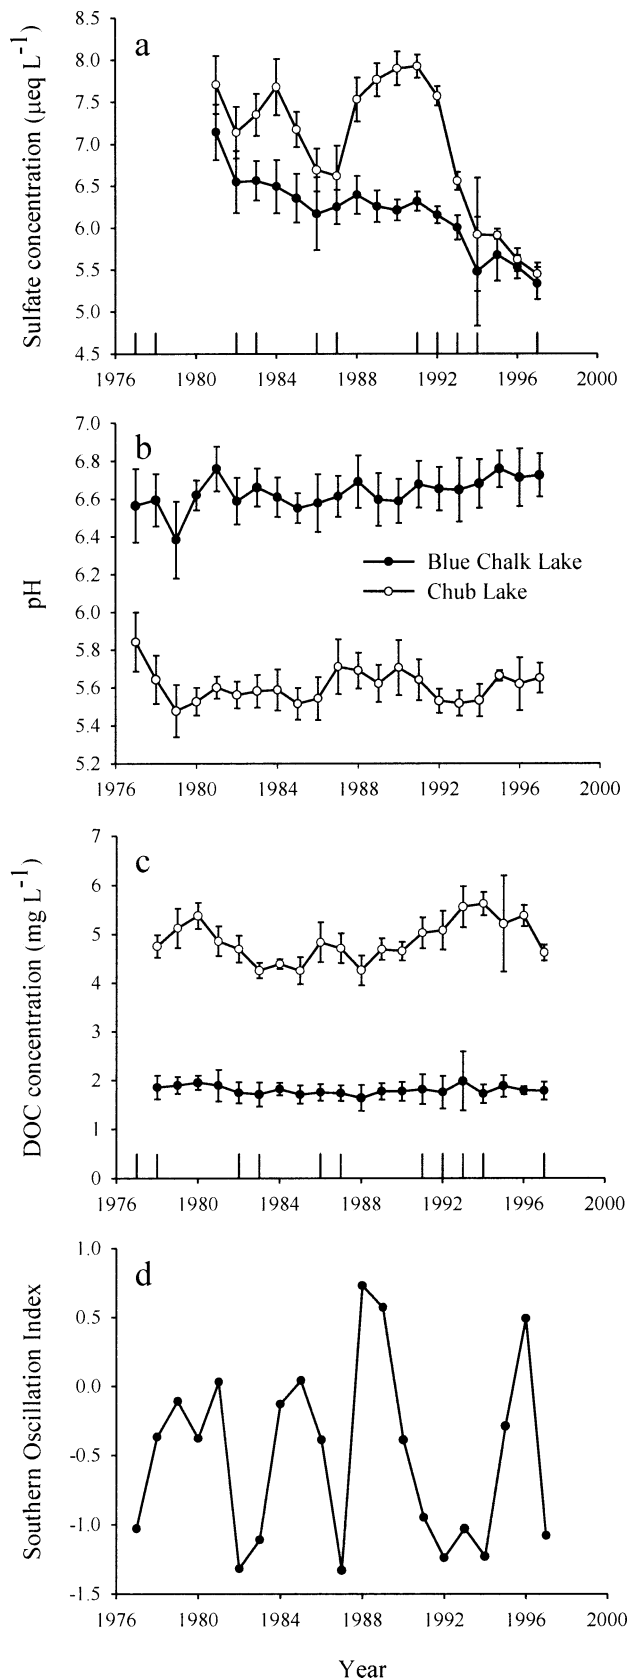 a
Sulfate concentration (μeq L⁻¹)
8.5
8.0
7.5
7.0
6.5
6.0
5.5
5.0
4.5
1976 1980 1984 1988 1992 1996 2000
b
pH
7.0
6.8
6.6
6.4
6.2
6.0
5.8
5.6
5.4
5.2
Blue Chalk Lake
Chub Lake
1976 1980 1984 1988 1992 1996 2000
c
DOC concentration (mg L⁻¹)
7
6
5
4
3
2
1
0
1976 1980 1984 1988 1992 1996 2000
d
Southern Oscillation Index
1.0
0.5
0.0
-0.5
-1.0
-1.5
1976 1980 1984 1988 1992 1996 2000
Year